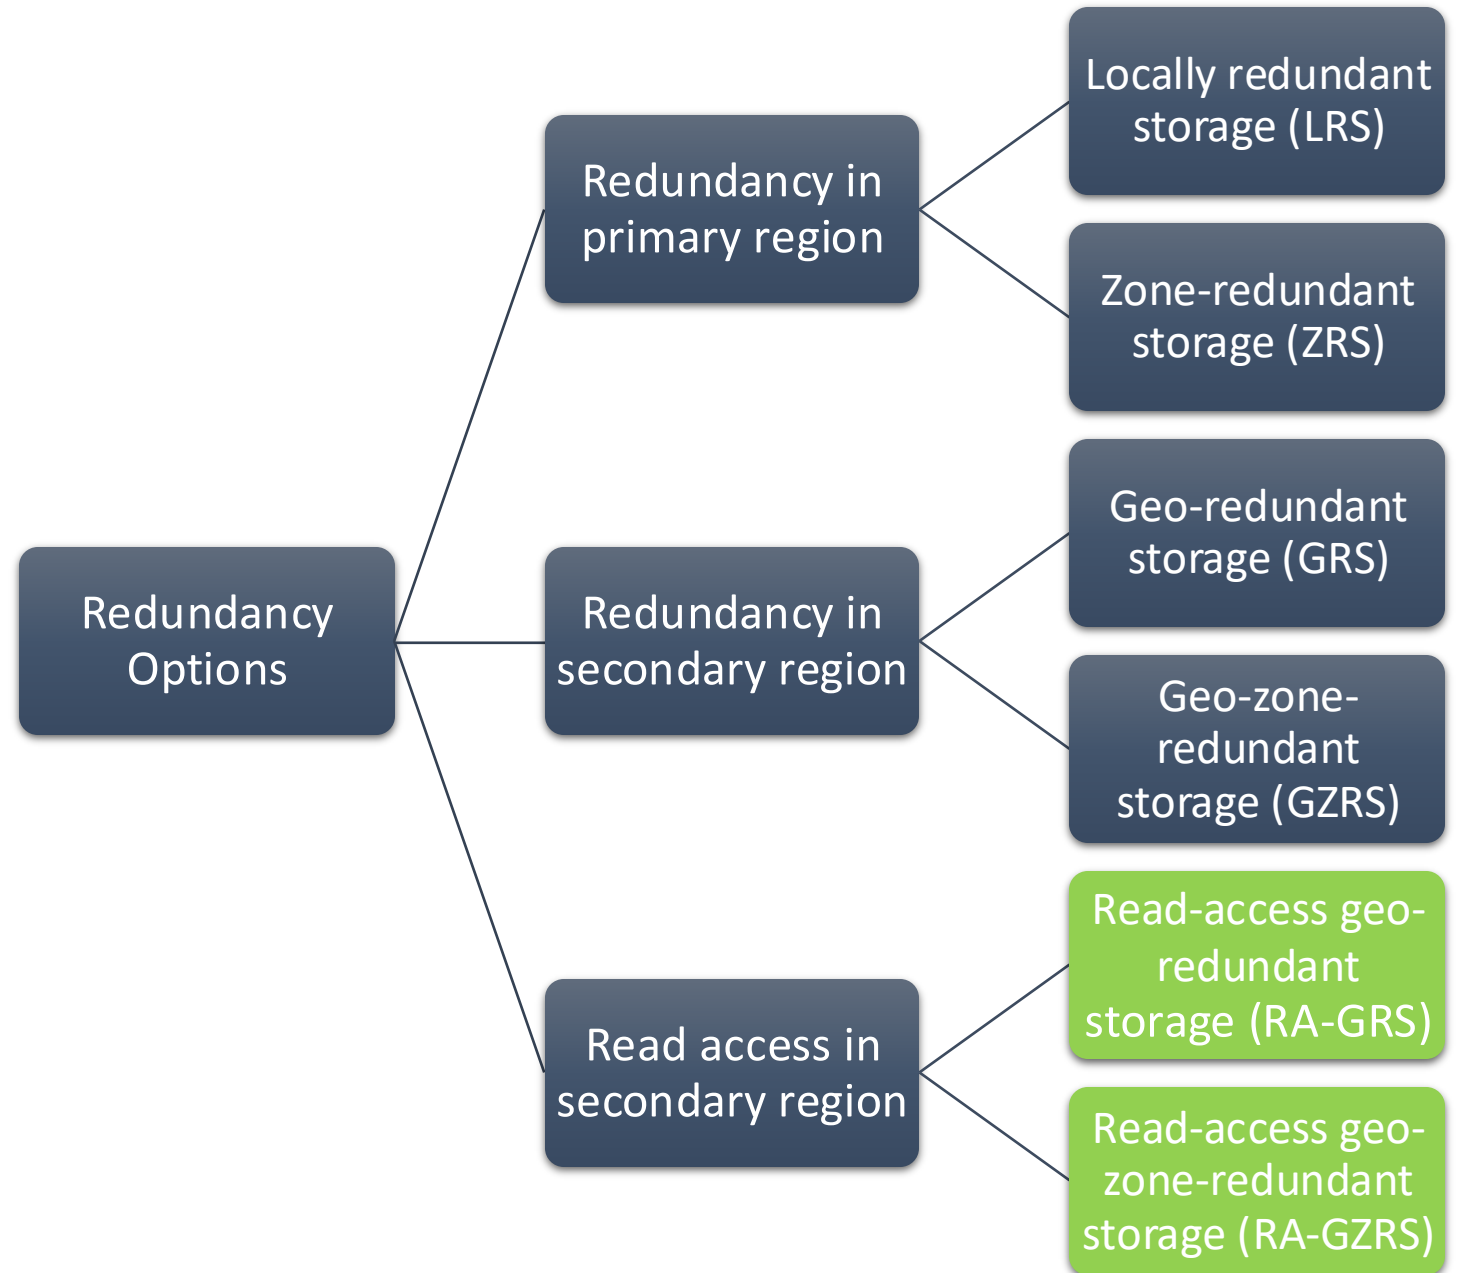 Redundancy
Options
Redundancy in
primary region
Locally redundant
storage (LRS)
Zone-redundant
storage (ZRS)
Redundancy in
secondary region
Geo-redundant
storage (GRS)
Geo-zone-
redundant
storage (GZRS)
Read access in
secondary region
Read-access geo-
redundant
storage (RA-GRS)
Read-access geo-
zone-redundant
storage (RA-GZRS)